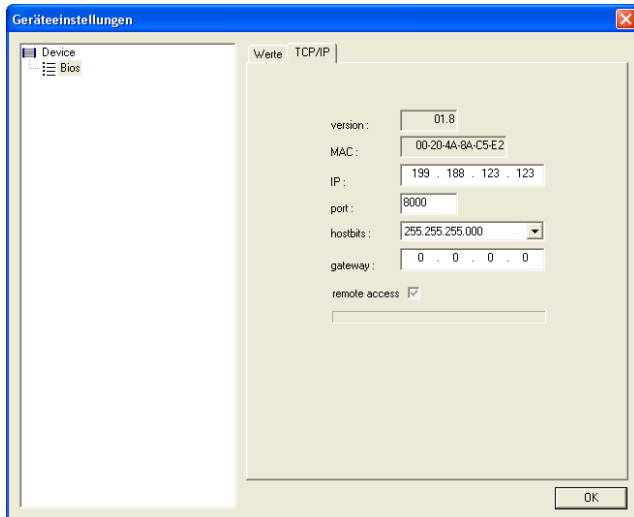 Geräteeinstellungen
Device
Bios
Werte TCP/IP
version : 01.8
MAC : 00-20-4A-8A-C5-E2
IP : 199 . 188 . 123 . 123
port : 8000
hostbits : 255.255.255.000
gateway : 0 . 0 . 0 . 0
remote access
OK